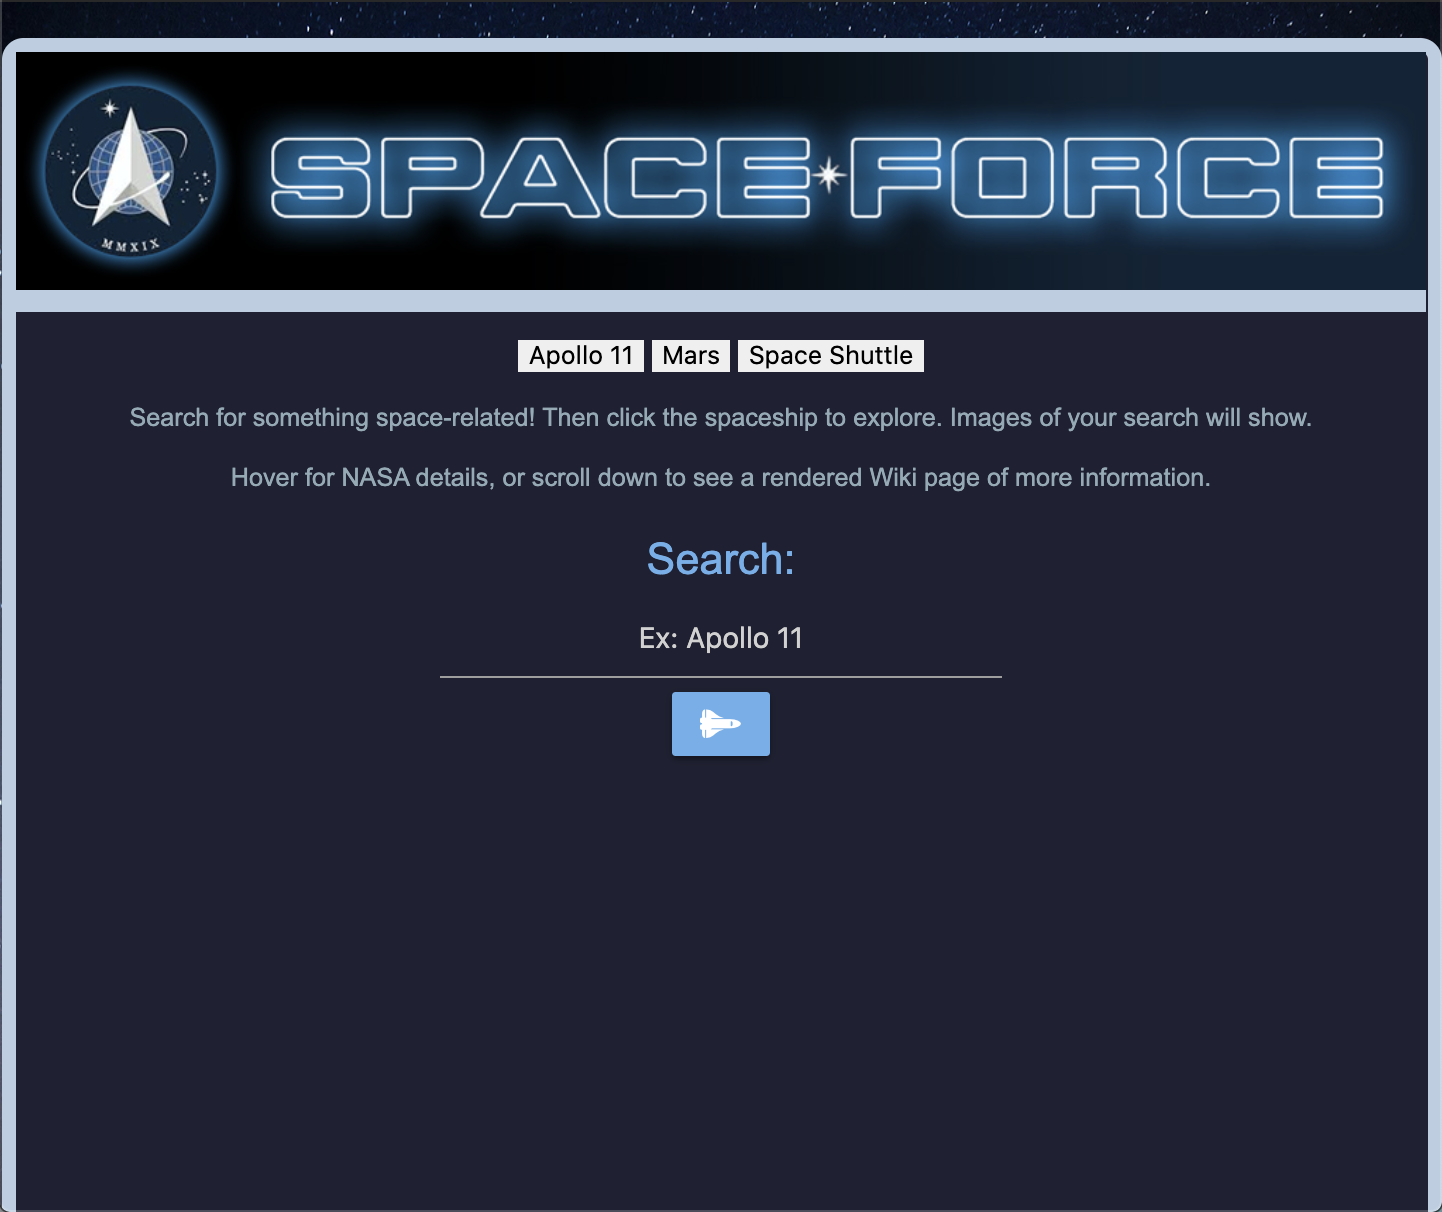 MMXIX
SPACE FORCE
Apollo 11 Mars Space Shuttle
Search for something space-related! Then click the spaceship to explore. Images of your search will show.
Hover for NASA details, or scroll down to see a rendered Wiki page of more information.
Search:
Ex: Apollo 11